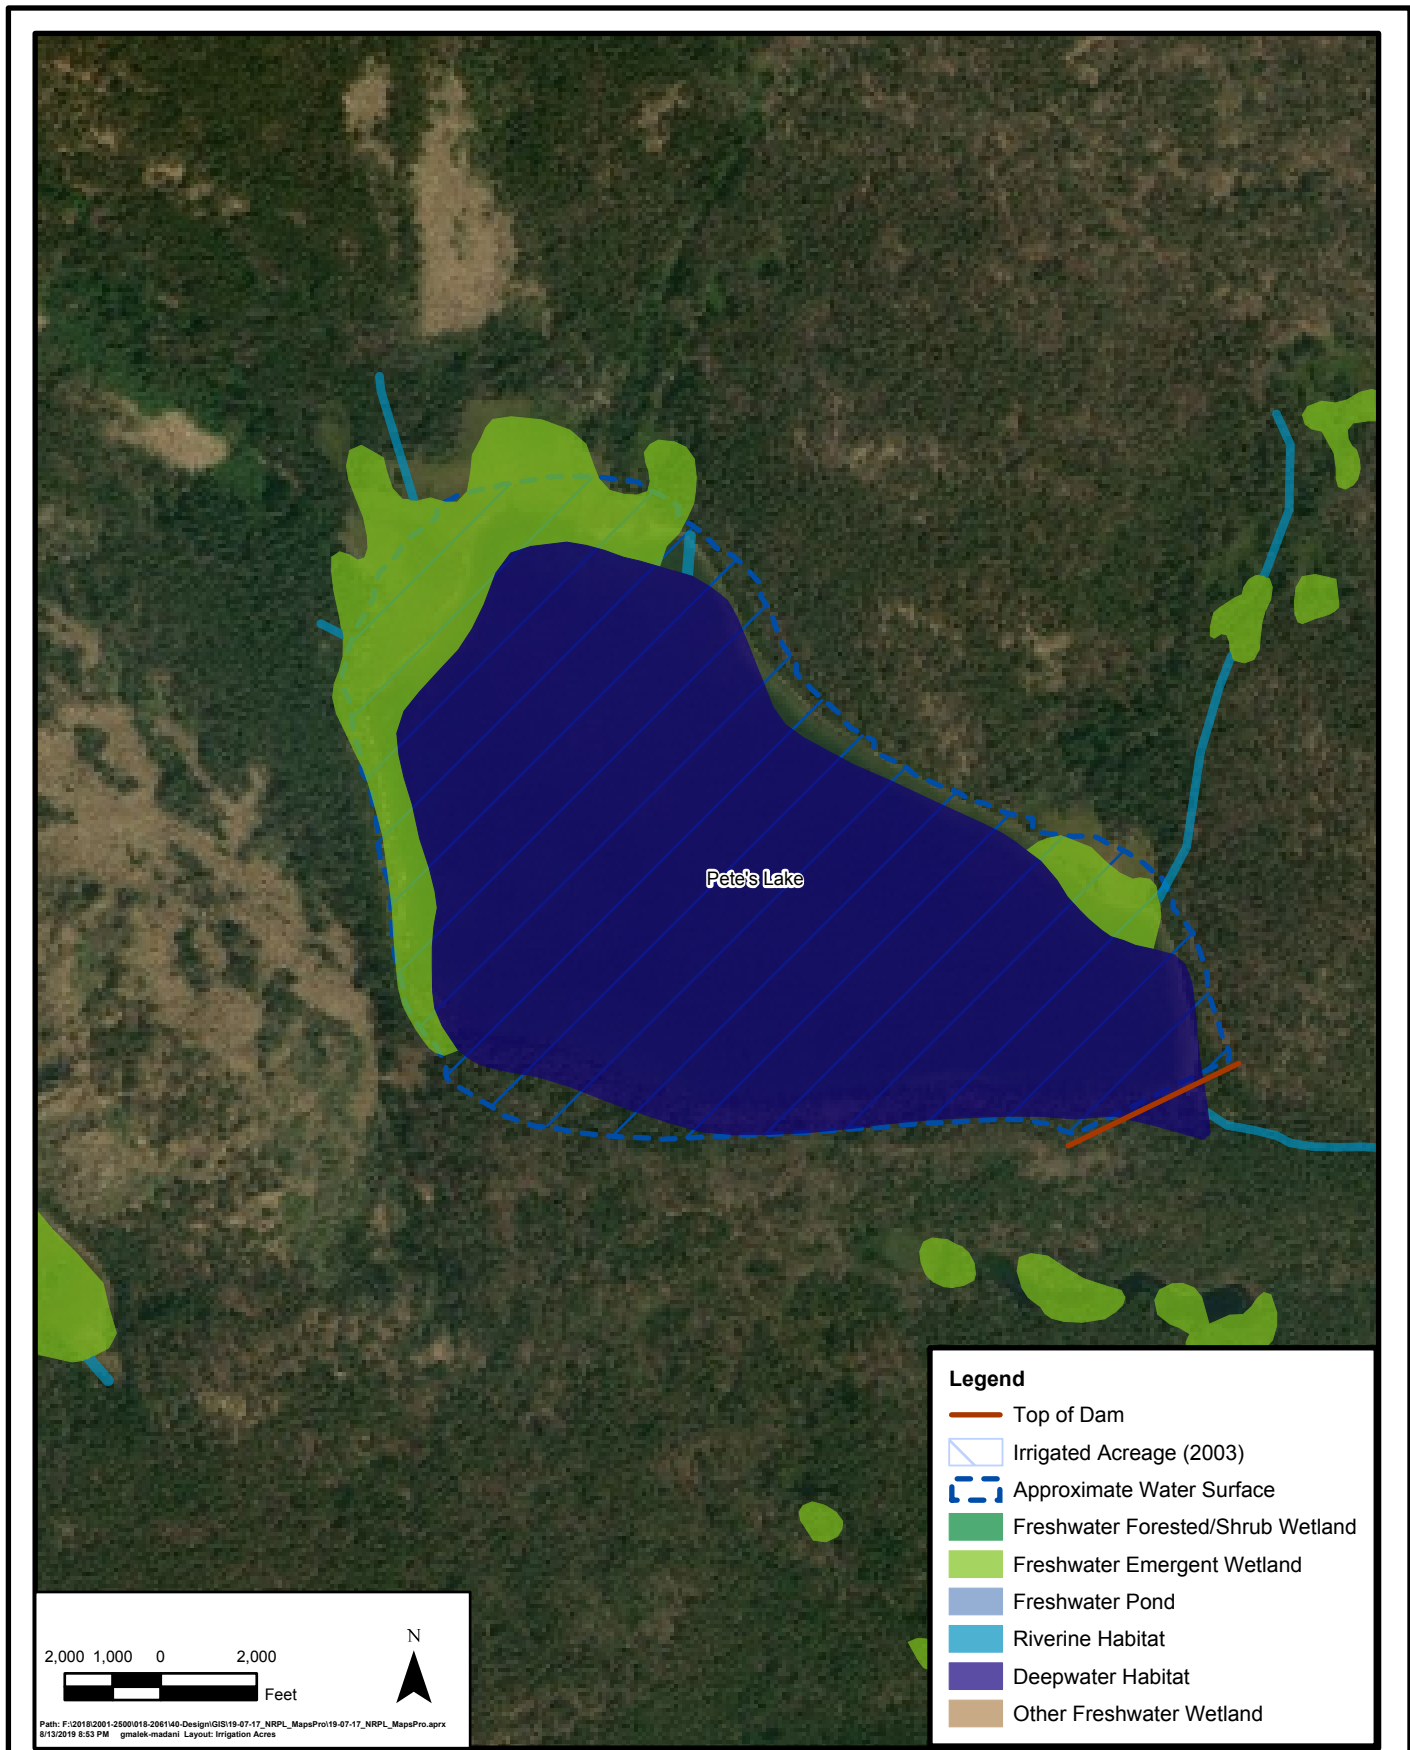 Pete's Lake
Legend
Top of Dam
Irrigated Acreage (2003)
Approximate Water Surface
Freshwater Forested/Shrub Wetland
Freshwater Emergent Wetland
Freshwater Pond
Riverine Habitat
Deepwater Habitat
Other Freshwater Wetland
N
2,000 1,000 0 2,000
Feet
Path: F:\2018\2001-2500\018-2061\40-Design\GIS\19-07-17_NRPL_MapsPro\19-07-17_NRPL_MapsPro.aprx
8/13/2019 8:53 PM gmalek-madani Layout: Irrigation Acres